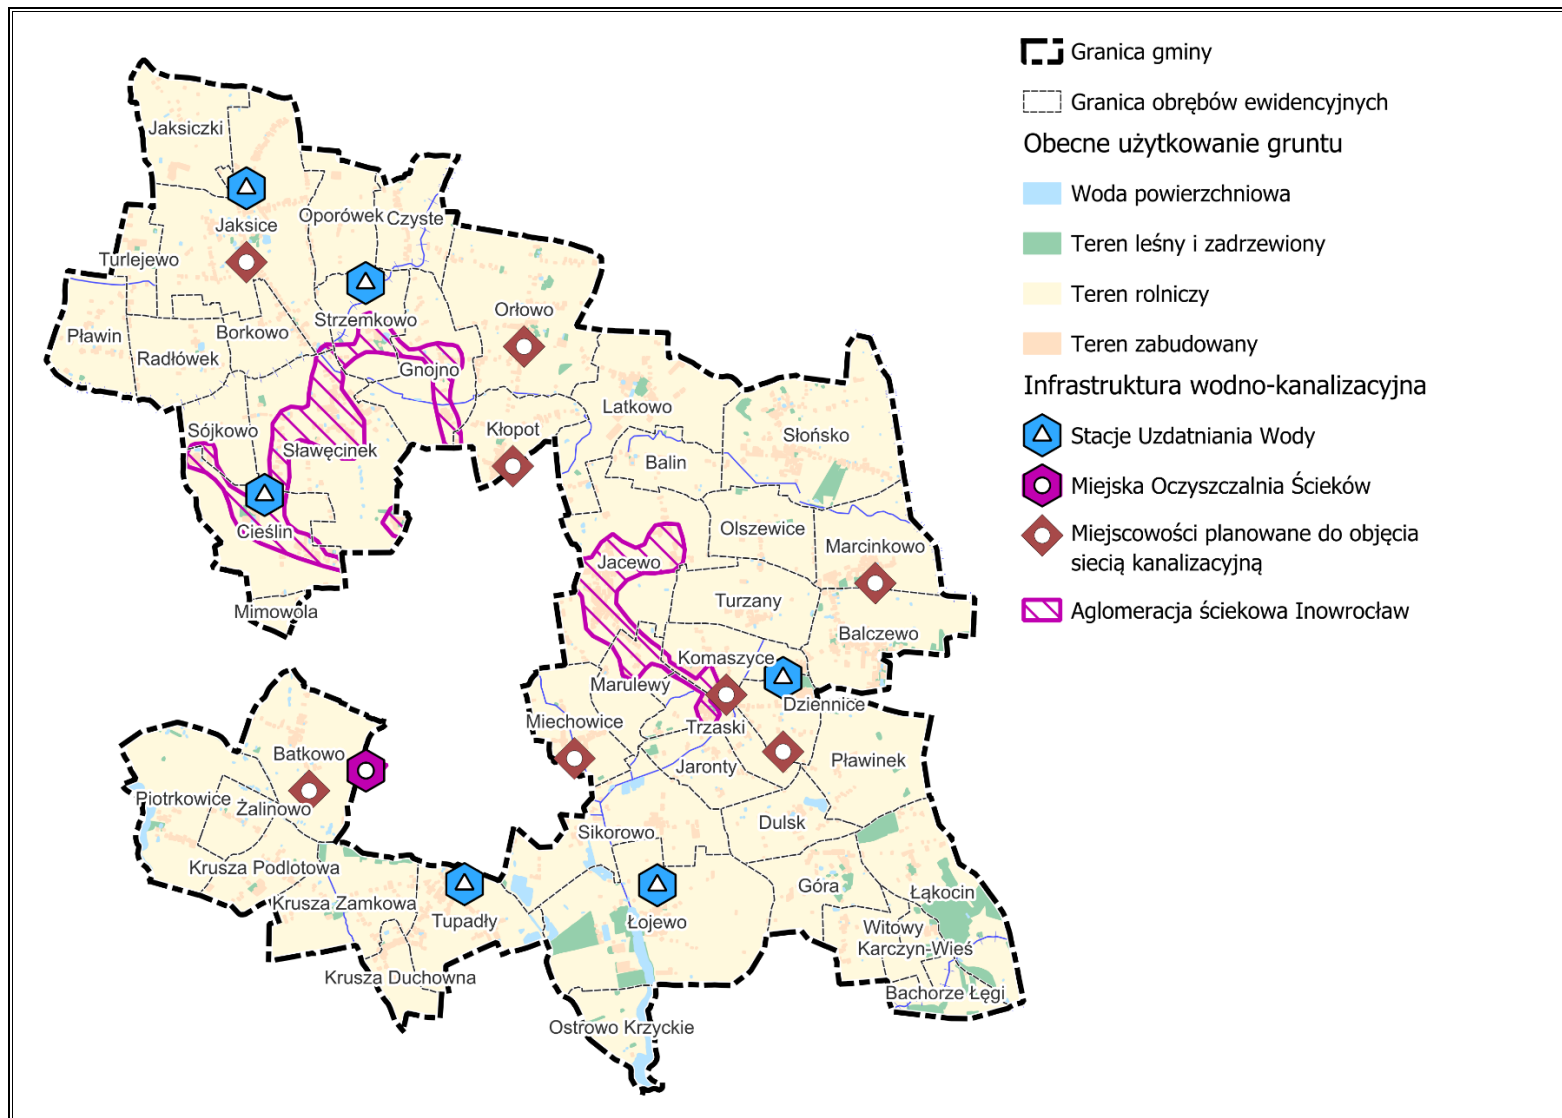 Granica gminy
Granica obrębów ewidencyjnych
Obecne użytkowanie gruntu
Woda powierzchniowa
Teren leśny i zadrzewiony
Teren rolniczy
Teren zabudowany
Infrastruktura wodno-kanalizacyjna
Stacje Uzdatniania Wody
Miejska Oczyszczalnia Ścieków
Miejscowości planowane do objęcia
siecią kanalizacyjną
Aglomeracja ściekowa Inowrocław
Jaksiczki
Jaksice
Oporówek
Czyste
Turlejewo
Orłowo
Strzemkowo
Pławin
Borkowo
Radłówek
Gnojno
Latkowo
Kłopot
Sójkowo
Sławęcinek
Słońsko
Balin
Cieślin
Olszewice
Marcinkowo
Jacewo
Mimowola
Turzany
Balczewo
Komaszyce
Marulewy
Dziennice
Miechowice
Trzaski
Batkowo
Jaronty
Pławinek
Piotrkowice
Żalinowo
Sikorowo
Dulsk
Krusza Podlotowa
Góra
Łąkocin
Krusza Zamkowa
Tupadły
Łojewo
Witowy
Karczyn-Wieś
Krusza Duchowna
Bachorze Łęgi
Ostrowo Krzyckie